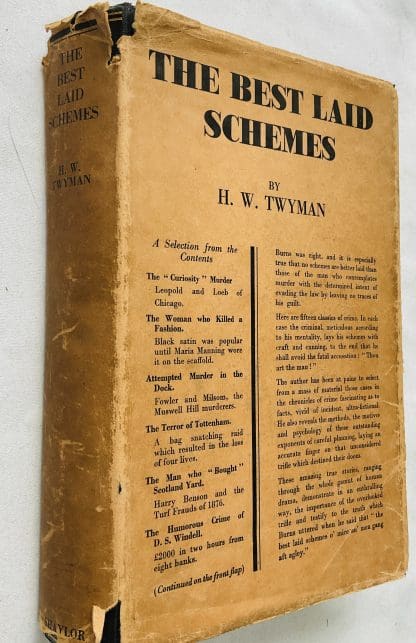 THE
BEST
LAID
SCHEMES
H. W.
TWYMAN
SHAYLOR
THE BEST LAID
SCHEMES
BY
H. W. TWYMAN
A Selection from the
Contents
The "Curiosity" Murder
Leopold and Loeb of
Chicago.
The Woman who Killed a
Fashion.
Black satin was popular
until Maria Manning wore
it on the scaffold.
Attempted Murder in the
Dock.
Fowler and Milsom, the
Muswell Hill murderers.
The Terror of Tottenham.
A bag snatching raid
which resulted in the loss
of four lives.
The Man who "Bought"
Scotland Yard.
Harry Benson and the
Turf Frauds of 1876.
The Humorous Crime of
D. S. Windell.
£2000 in two hours from
eight banks.
(Continued on the front flap)
Burns was right, and it is especially
true that no schemes are better laid than
those of the man who contemplates
murder with the determined intent of
evading the law by leaving no traces of
his guilt.
Here are fifteen classics of crime. In each
case the criminal, meticulous according
to his mentality, lays his schemes with
craft and cunning, to the end that he
shall avoid the fatal accusation: "Thou
art the man!"
The author has been at pains to select
from a mass of material those cases in
the chronicles of crime fascinating as to
facts, vivid of incident, ultra-fictional.
He also reveals the methods, the motives
and psychology of these outstanding
exponents of careful planning, laying an
accurate finger on that unconsidered
trifle which destined their doom.
These amazing true stories, ranging
through the whole gamut of human
drama, demonstrate in an enthralling
way, the importance of the overlooked
trifle and testify to the truth which
Burns uttered when he said that "the
best laid schemes o' mice an' men gang
aft agley."